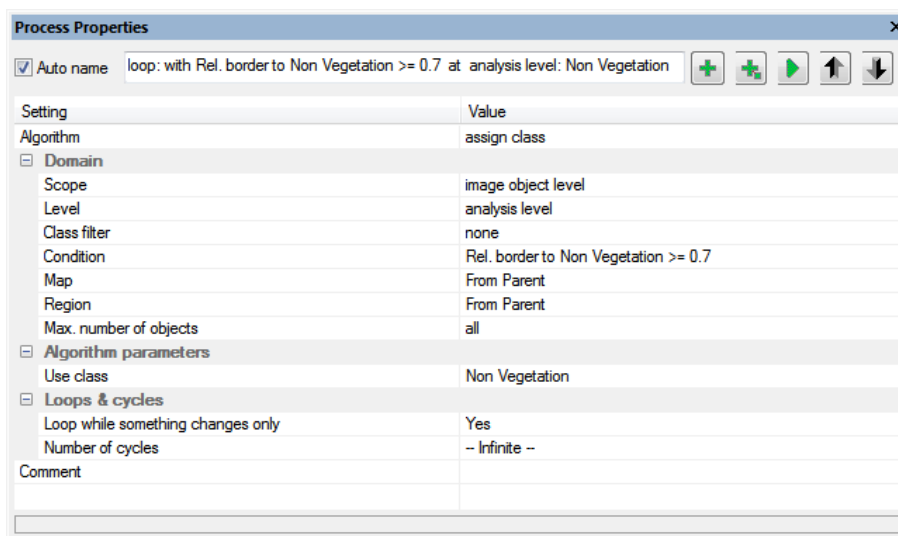 Process Properties
Auto name loop: with Rel. border to Non Vegetation >= 0.7 at analysis level: Non Vegetation
Setting Value
Algorithm assign class
Domain
Scope image object level
Level analysis level
Class filter none
Condition Rel. border to Non Vegetation >= 0.7
Map From Parent
Region From Parent
Max. number of objects all
Algorithm parameters
Use class Non Vegetation
Loops & cycles
Loop while something changes only Yes
Number of cycles -- Infinite --
Comment